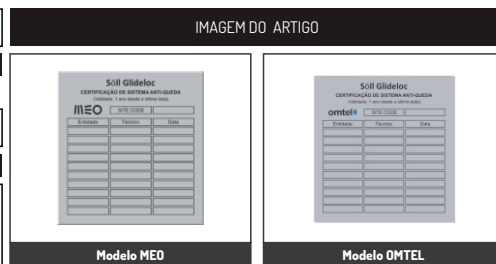 IMAGEM DO ARTIGO
Söll Glideloc
CERTIFICAÇÃO DE SISTEMA ANTI-QUEDA
(Validade: 1 ano desde a última data)
MEO SITE CODE
Entidade Técnico Data
Modelo MEO
Söll Glideloc
CERTIFICAÇÃO DE SISTEMA ANTI-QUEDA
(Validade: 1 ano desde a última data)
omtel SITE CODE
Entidade Técnico Data
Modelo OMTEL